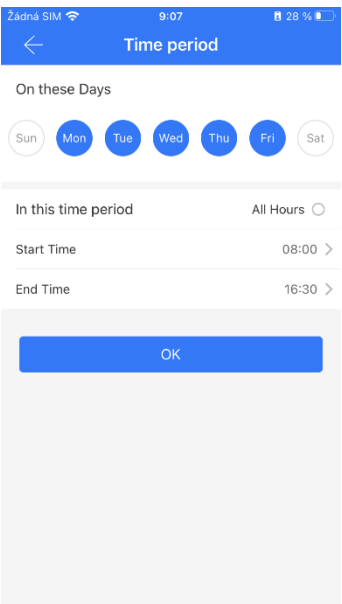 Žádná SIM 9:07 28 %
Time period
On these Days
Sun Mon Tue Wed Thu Fri Sat
In this time period All Hours
Start Time 08:00
End Time 16:30
OK